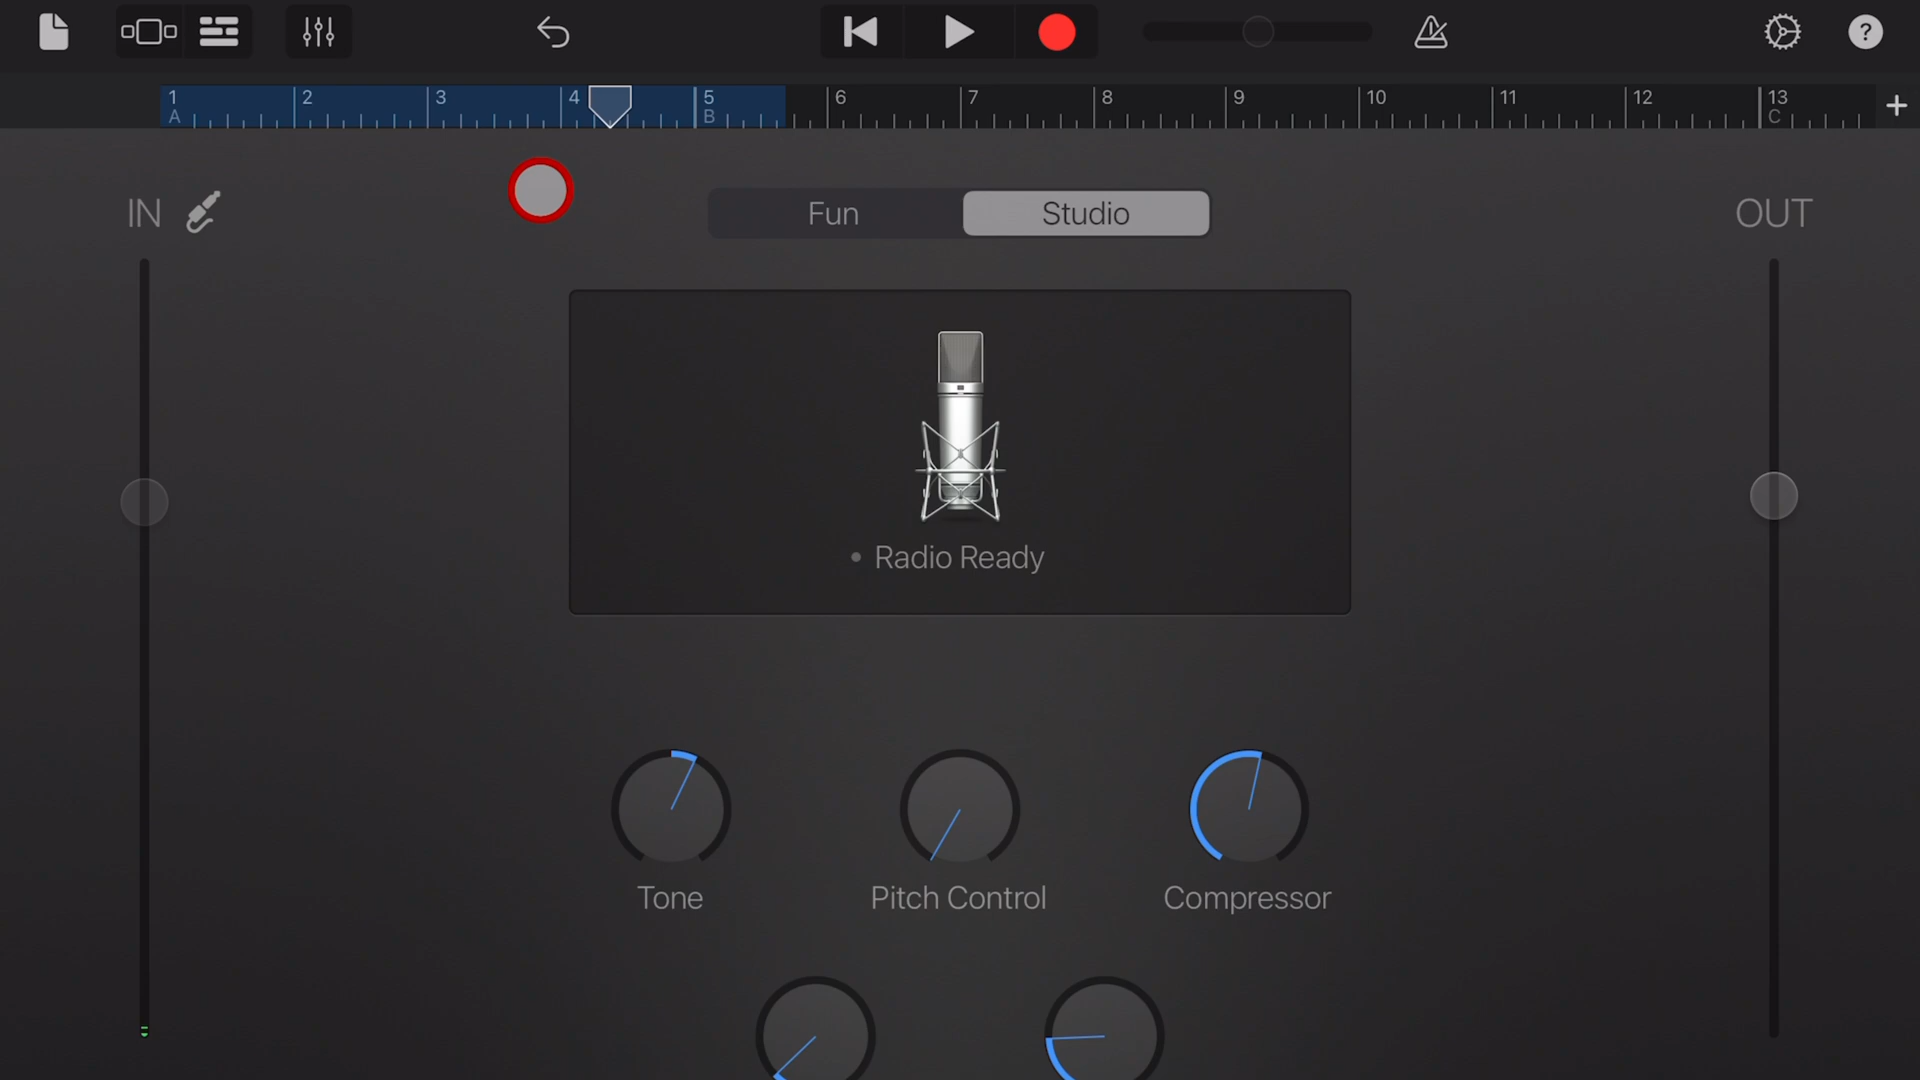 ?
1 2 3 4 5 6 7 8 9 10 11 12 13 +
A B C
IN
Fun
Studio
OUT
Radio Ready
Tone
Pitch Control
Compressor